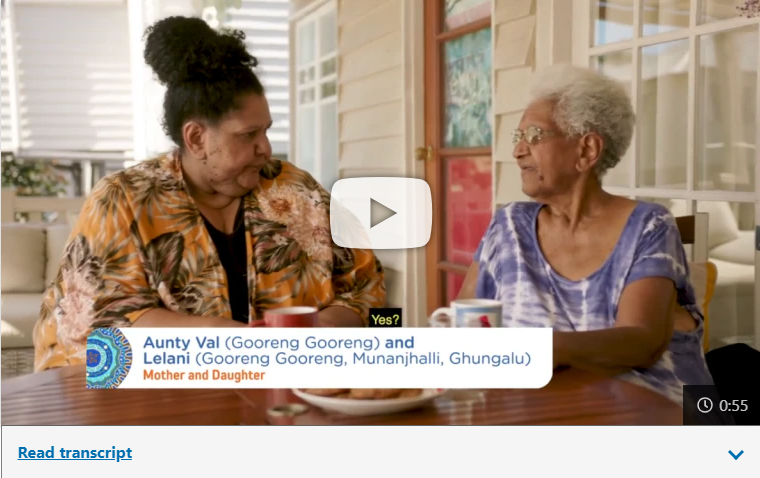 Yes?
Aunty Val (Gooreng Gooreng) and
Lelani (Gooreng Gooreng, Munanjhalli, Ghungalu)
Mother and Daughter
0:55
Read transcript